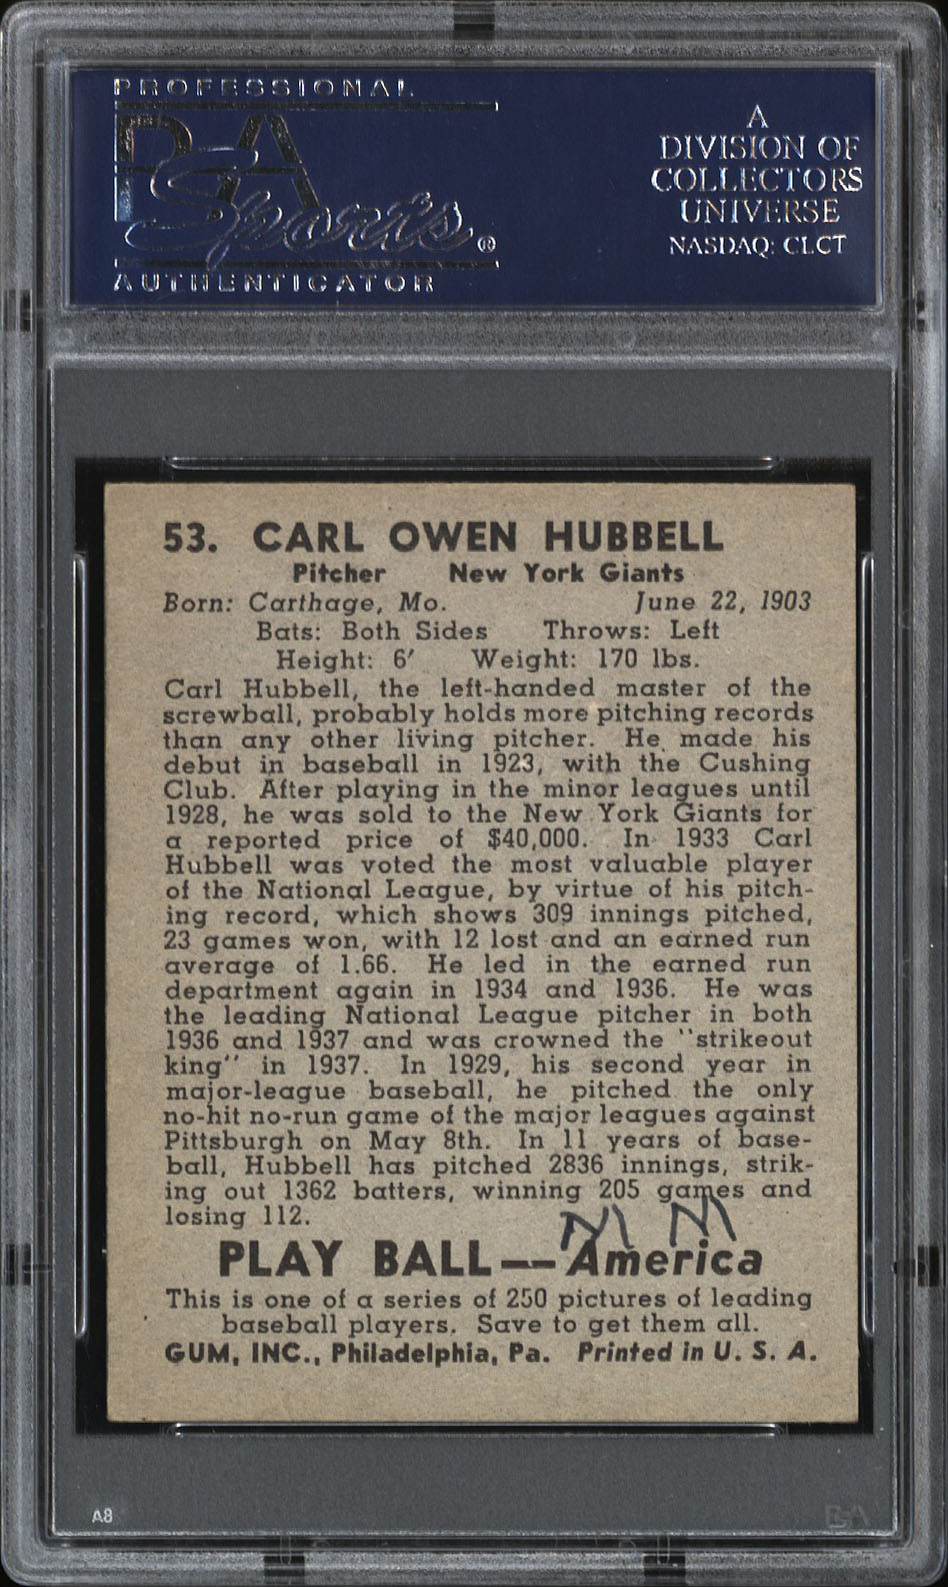 PROFESSIONAL
PSA
Sports®
AUTHENTICATOR
A
DIVISION OF
COLLECTORS
UNIVERSE
NASDAQ: CLCT
53. CARL OWEN HUBBELL
Pitcher New York Giants
Born: Carthage, Mo. June 22, 1903
Bats: Both Sides Throws: Left
Height: 6′ Weight: 170 lbs.
Carl Hubbell, the left-handed master of the
screwball, probably holds more pitching records
than any other living pitcher. He made his
debut in baseball in 1923, with the Cushing
Club. After playing in the minor leagues until
1928, he was sold to the New York Giants for
a reported price of $40,000. In 1933 Carl
Hubbell was voted the most valuable player
of the National League, by virtue of his pitch-
ing record, which shows 309 innings pitched,
23 games won, with 12 lost and an earned run
average of 1.66. He led in the earned run
department again in 1934 and 1936. He was
the leading National League pitcher in both
1936 and 1937 and was crowned the "strikeout
king" in 1937. In 1929, his second year in
major-league baseball, he pitched the only
no-hit no-run game of the major leagues against
Pittsburgh on May 8th. In 11 years of base-
ball, Hubbell has pitched 2836 innings, strik-
ing out 1362 batters, winning 205 games and
losing 112.
PLAY BALL—America
This is one of a series of 250 pictures of leading
baseball players. Save to get them all.
GUM, INC., Philadelphia, Pa. Printed in U. S. A.
A8
PSA